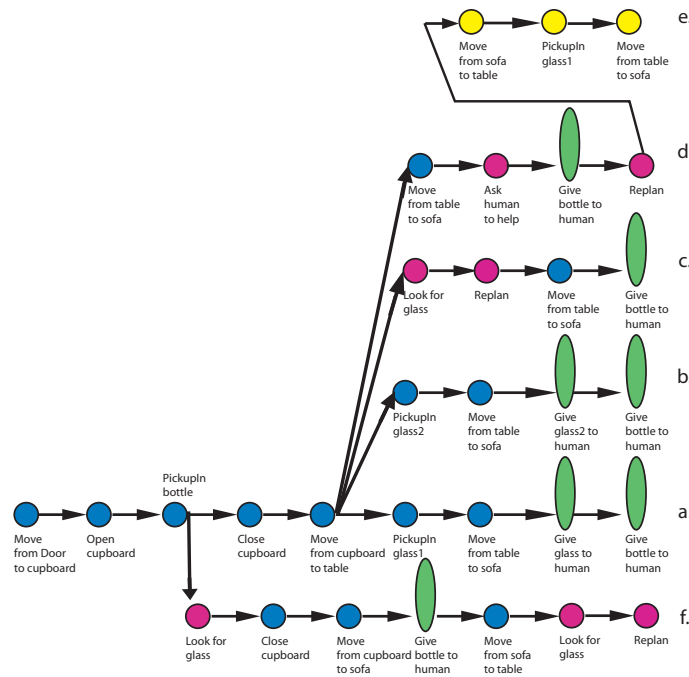 e.
Move
from sofa
to table
PickupIn
glass1
Move
from table
to sofa
d
Move
from table
to sofa
Ask
human
to help
Give
bottle to
human
Replan
c.
Look for
glass
Replan
Move
from table
to sofa
Give
bottle to
human
b
PickupIn
glass2
Move
from table
to sofa
Give
glass2 to
human
Give
bottle to
human
a
Move
from Door
to cupboard
Open
cupboard
PickupIn
bottle
Close
cupboard
Move
from cupboard
to table
PickupIn
glass1
Move
from table
to sofa
Give
glass to
human
Give
bottle to
human
f.
Look for
glass
Close
cupboard
Move
from cupboard
to sofa
Give
bottle to
human
Move
from sofa
to table
Look for
glass
Replan